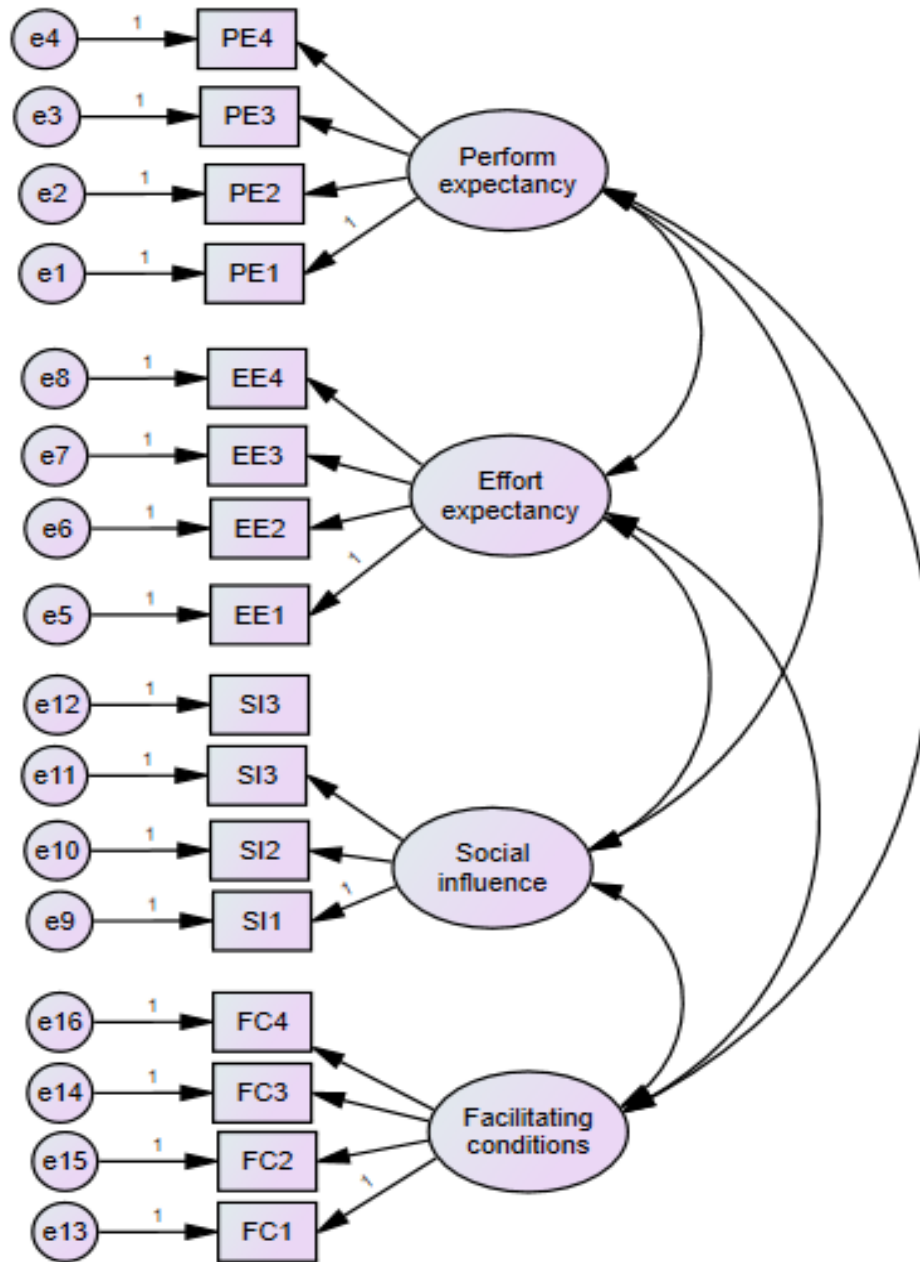 e4 1 PE4
e3 1 PE3
e2 1 PE2
e1 1 PE1
1
Perform
expectancy
e8 1 EE4
e7 1 EE3
e6 1 EE2
e5 1 EE1
1
Effort
expectancy
e12 1 SI3
e11 1 SI3
e10 1 SI2
e9 1 SI1
1
Social
influence
e16 1 FC4
e14 1 FC3
e15 1 FC2
e13 1 FC1
1
Facilitating
conditions